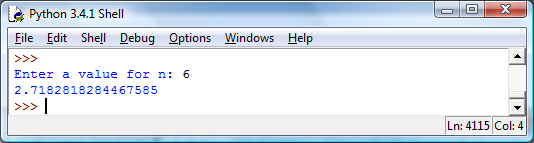 Python 3.4.1 Shell
File Edit Shell Debug Options Windows Help
>>>
Enter a value for n: 6
2.7182818284467585
>>>
Ln: 4115 Col: 4